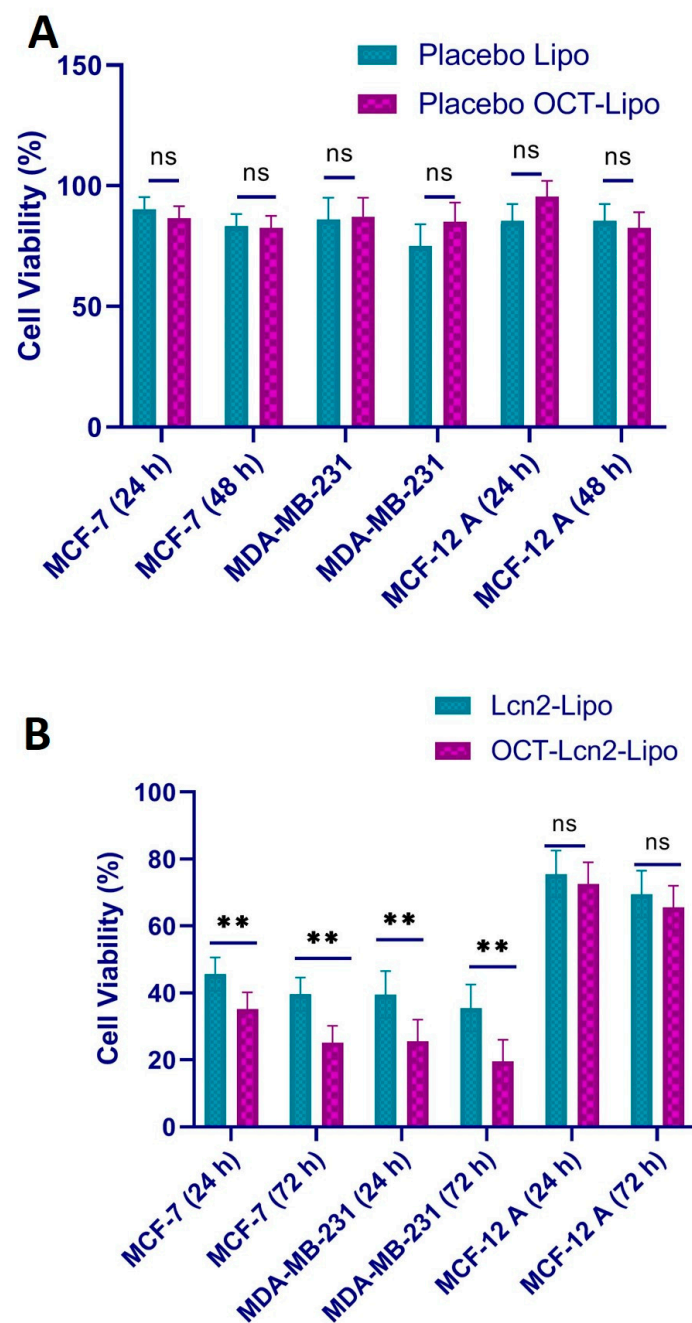 A
Placebo Lipo
Placebo OCT-Lipo
Cell Viability (%)
150
100
50
0
ns
ns
ns
ns
ns
ns
MCF-7 (24 h)
MCF-7 (48 h)
MDA-MB-231
MDA-MB-231
MCF-12 A (24 h)
MCF-12 A (48 h)
B
Lcn2-Lipo
OCT-Lcn2-Lipo
Cell Viability (%)
100
80
60
40
20
0
**
**
**
**
ns
ns
MCF-7 (24 h)
MCF-7 (72 h)
MDA-MB-231 (24 h)
MDA-MB-231 (72 h)
MCF-12 A (24 h)
MCF-12 A (72 h)